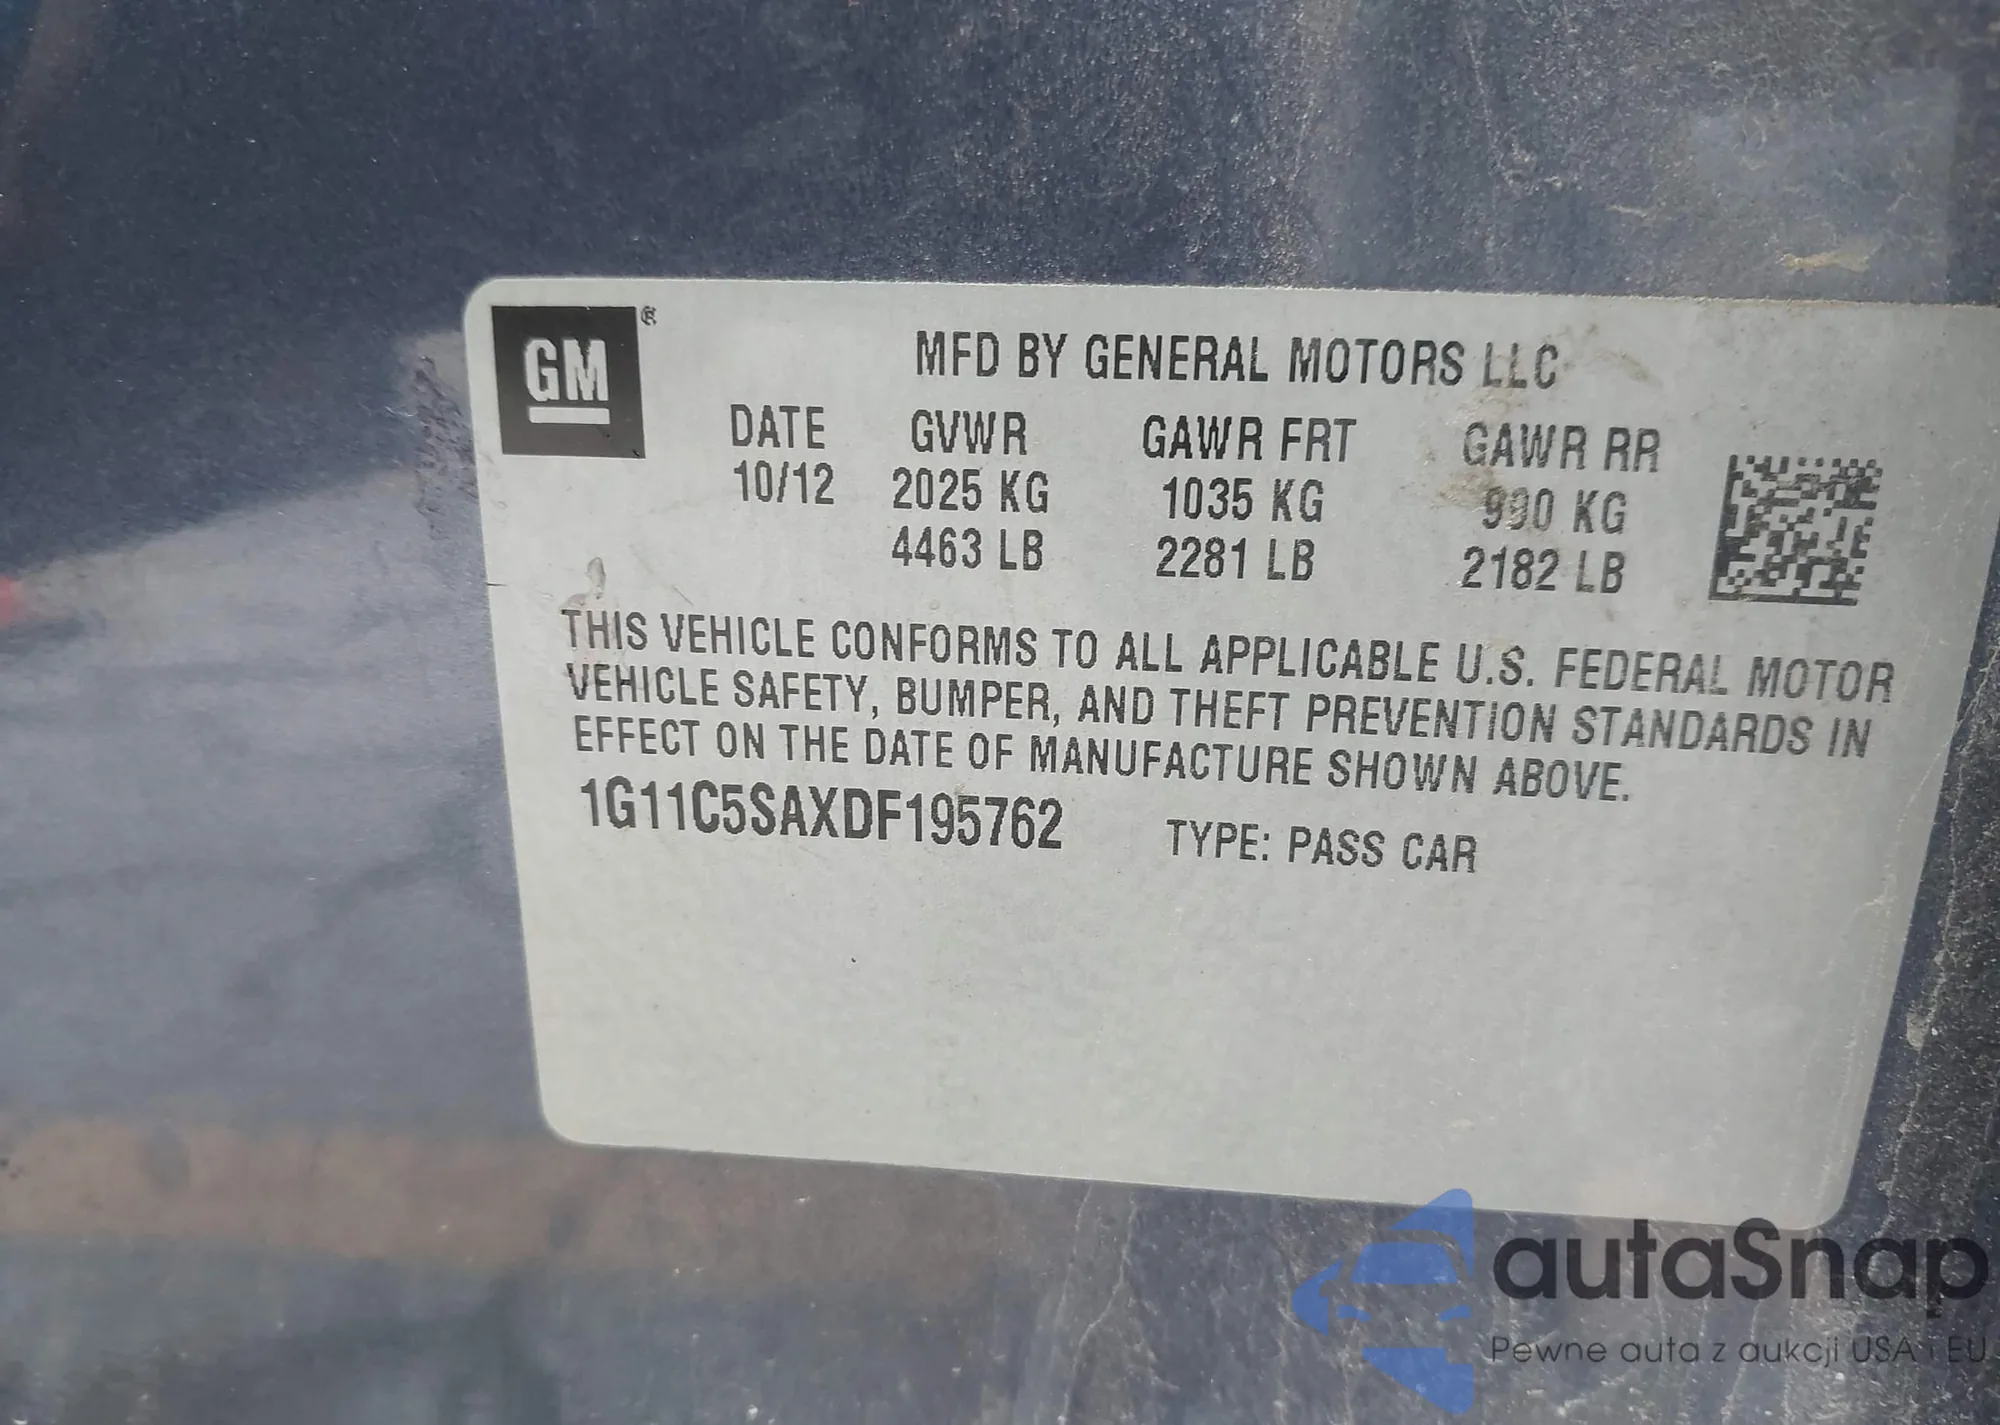 GM ®
MFD BY GENERAL MOTORS LLC
DATE GVWR GAWR FRT GAWR RR
10/12 2025 KG 1035 KG 990 KG
4463 LB 2281 LB 2182 LB
THIS VEHICLE CONFORMS TO ALL APPLICABLE U.S. FEDERAL MOTOR
VEHICLE SAFETY, BUMPER, AND THEFT PREVENTION STANDARDS IN
EFFECT ON THE DATE OF MANUFACTURE SHOWN ABOVE.
1G11C5SAXDF195762 TYPE: PASS CAR
autaSnap
Pewne auta z aukcji USA i EU